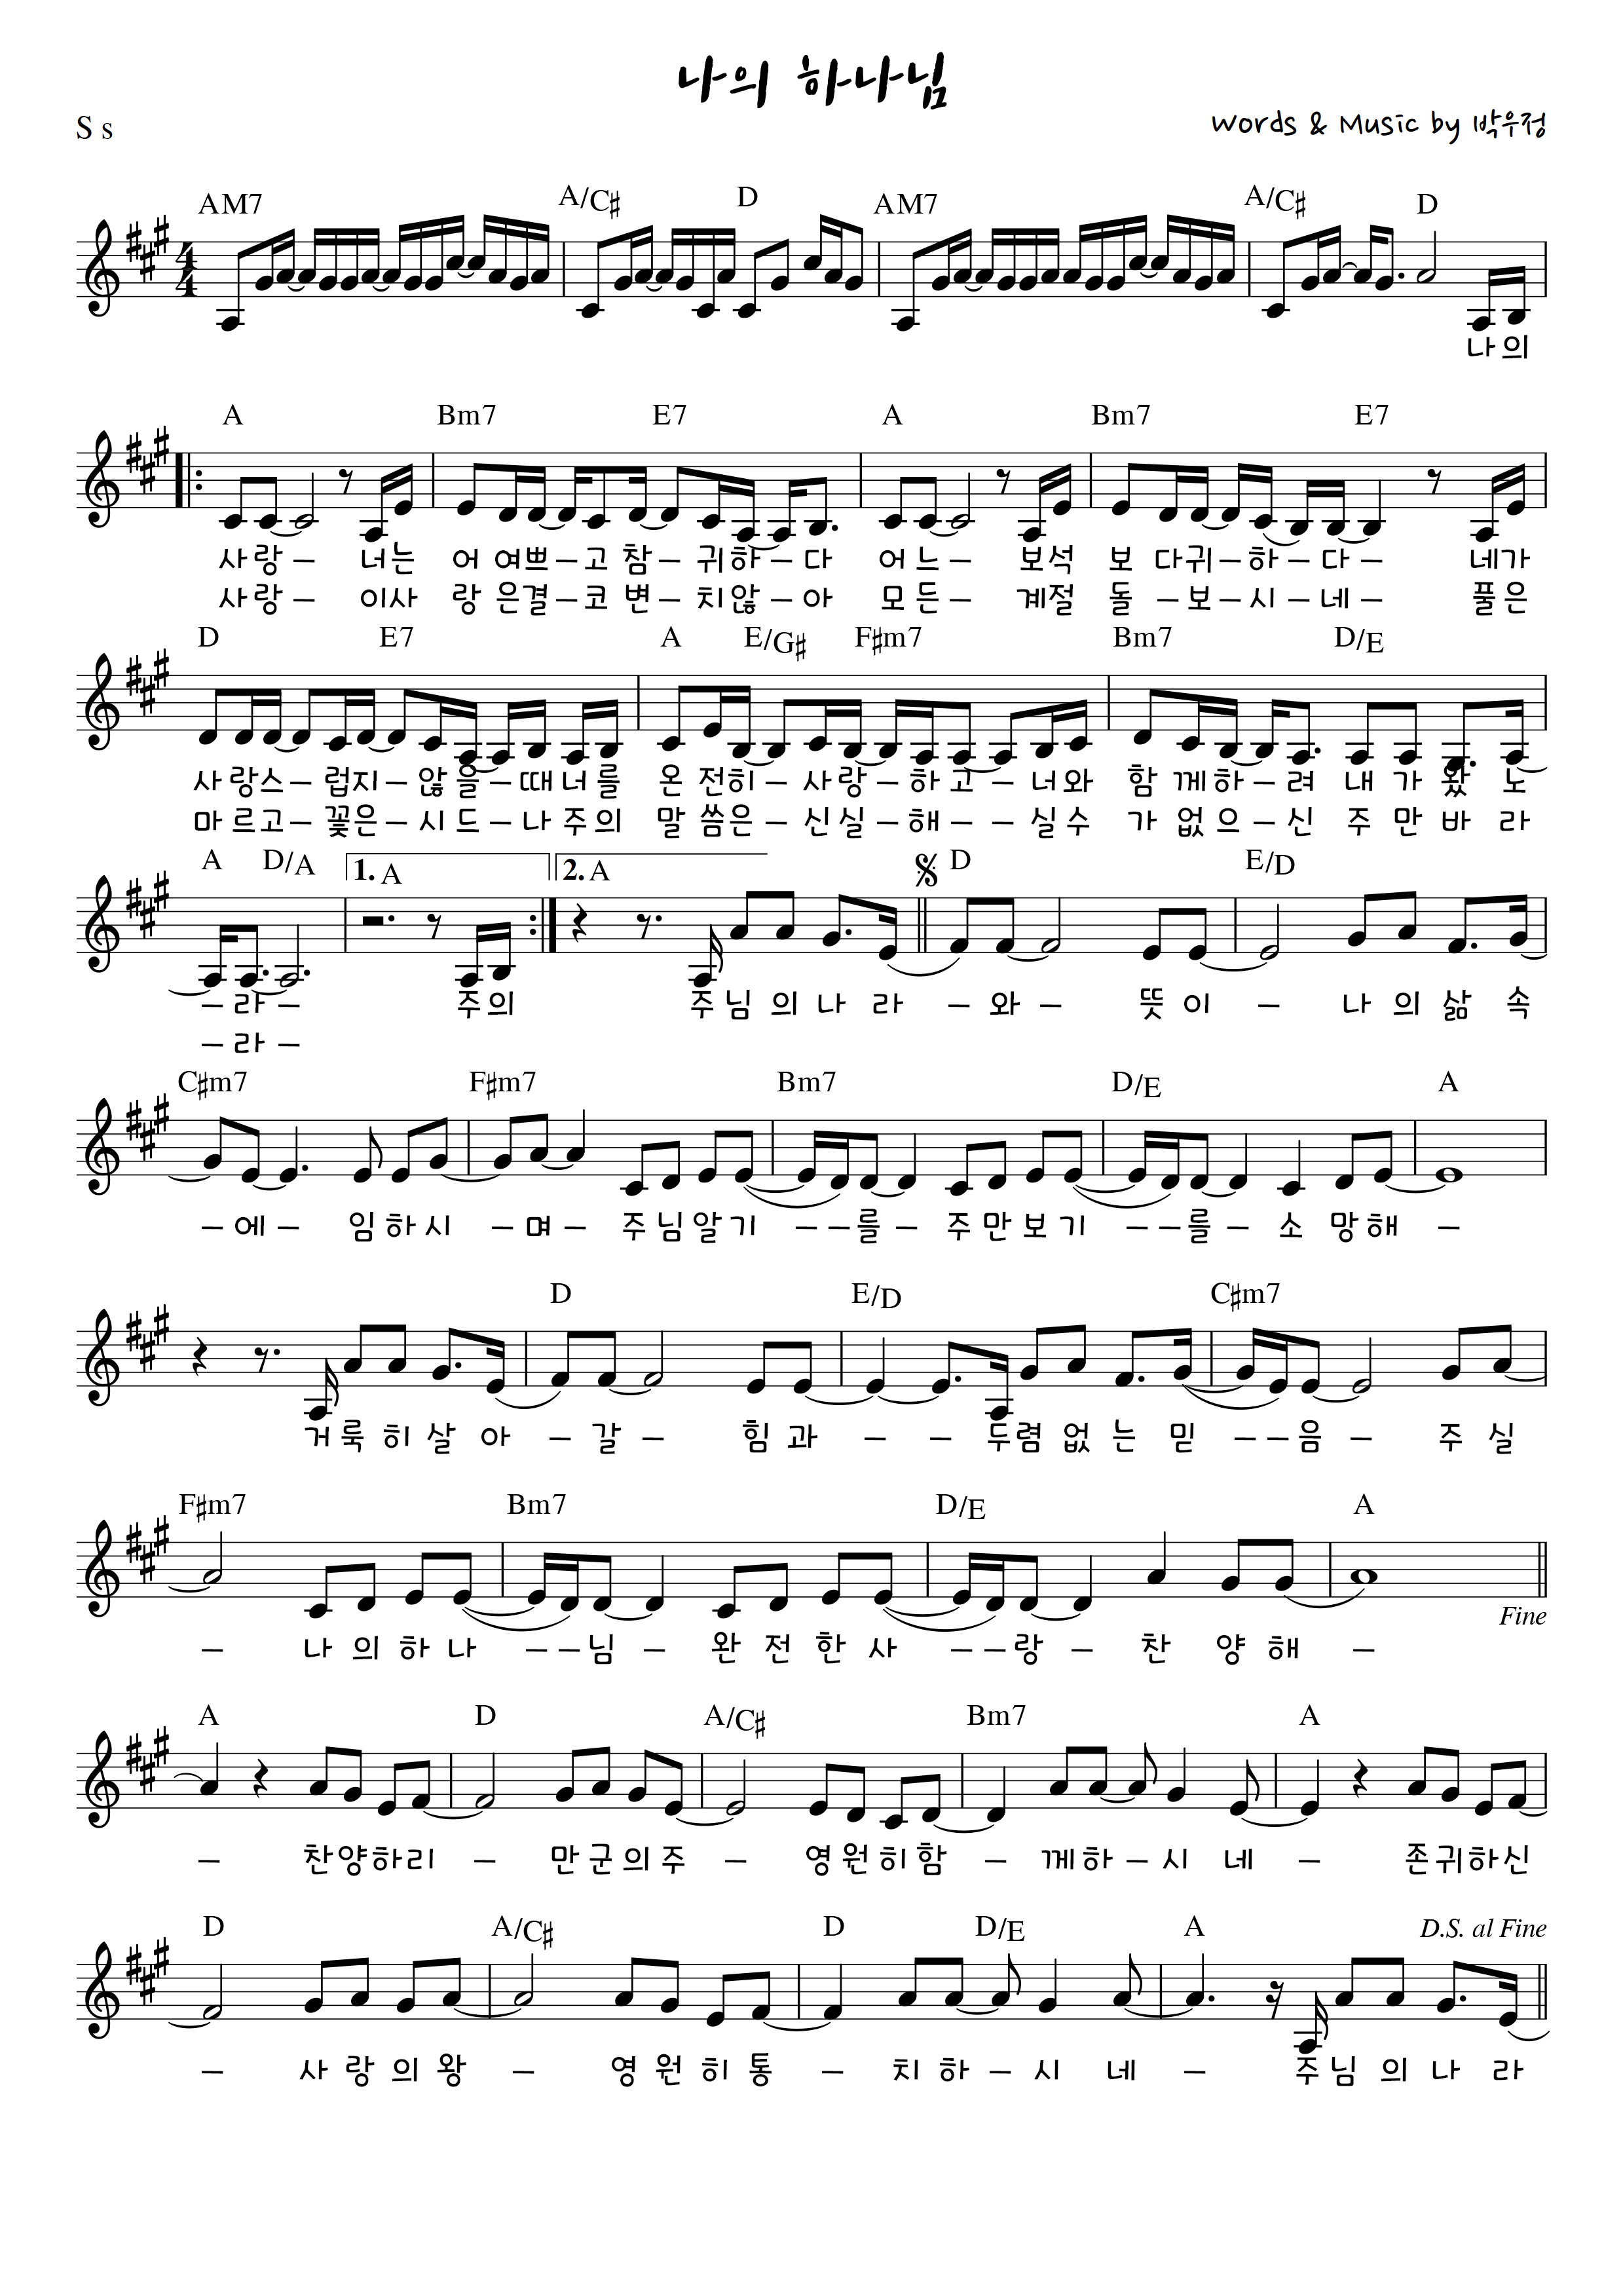 나의 하나님
S s
Words & Music by 박우정
AM7 A/C# D AM7 A/C# D
나의
A Bm7 E7 A Bm7 E7
사랑– 너는 어 여쁘–고 참– 귀하–다 어느– 보석 보 다귀–하–다– 네가
사랑– 이사 랑 은결–코 변– 치않–아 모든– 계절 돌 –보–시–네– 풀은
D E7 A E/G# F#m7 Bm7 D/E
사 랑스– 럽지– 않 을–때 너를 온 전히– 사랑–하고– 너와 함 께하–려 내 가 왔 노
마 르고– 꽃은– 시 드–나 주의 말 씀은– 신실–해–– 실수 가 없으–신 주 만 바 라
A D/A 1. A 2. A D E/D
–라– 주의 주 님 의 나 라 –와– 뜻 이 – 나 의 삶 속
–라–
C#m7 F#m7 Bm7 D/E A
–에– 임 하 시 –며– 주 님 알 기 ––를– 주 만 보 기 ––를– 소 망 해 –
D E/D C#m7
거 룩 히 살 아 –갈– 힘 과 –– 두 렴 없 는 믿 ––음– 주 실
F#m7 Bm7 D/E A
– 나 의 하 나 ––님– 완 전 한 사 ––랑– 찬 양 해 –
Fine
A D A/C# Bm7 A
– 찬양하리 – 만 군 의 주 – 영 원 히 함 – 께하–시 네 – 존귀하신
D.S. al Fine
D A/C# D D/E A
– 사 랑 의 왕 – 영 원 히 통 – 치 하–시 네 – 주 님 의 나 라